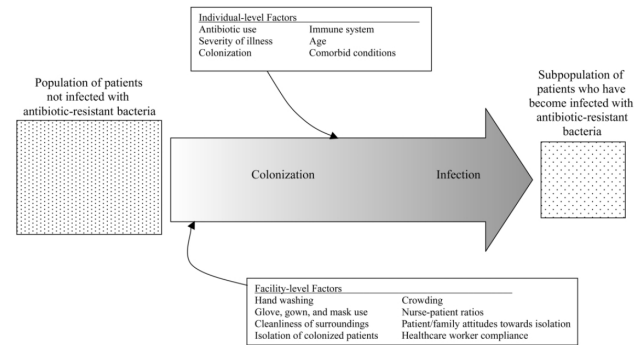 Individual-level Factors
Antibiotic use Immune system
Severity of illness Age
Colonization Comorbid conditions
Population of patients
not infected with
antibiotic-resistant bacteria
Subpopulation of
patients who have
become infected with
antibiotic-resistant
bacteria
Colonization
Infection
Facility-level Factors
Hand washing Crowding
Glove, gown, and mask use Nurse-patient ratios
Cleanliness of surroundings Patient/family attitudes towards isolation
Isolation of colonized patients Healthcare worker compliance